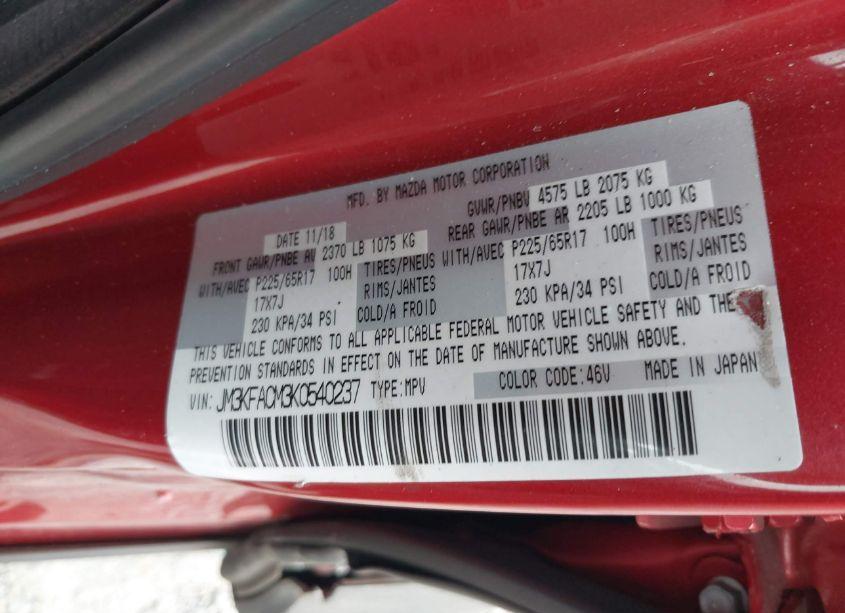 MFD. BY MAZDA MOTOR CORPORATION
DATE 11/18 GVWR/PNBV 4575 LB 2075 KG
FRONT GAWR/PNBE AV 2370 LB 1075 KG REAR GAWR/PNBE AR 2205 LB 1000 KG
WITH/AVEC P225/65R17 100H TIRES/PNEUS WITH/AVEC P225/65R17 100H TIRES/PNEUS
17X7J RIMS/JANTES 17X7J RIMS/JANTES
230 KPA/34 PSI COLD/A FROID 230 KPA/34 PSI COLD/A FROID
THIS VEHICLE CONFORMS TO ALL APPLICABLE FEDERAL MOTOR VEHICLE SAFETY AND THE
PREVENTION STANDARDS IN EFFECT ON THE DATE OF MANUFACTURE SHOWN ABOVE.
VIN: JM3KFACM3K0540237 TYPE:MPV COLOR CODE:46V MADE IN JAPAN